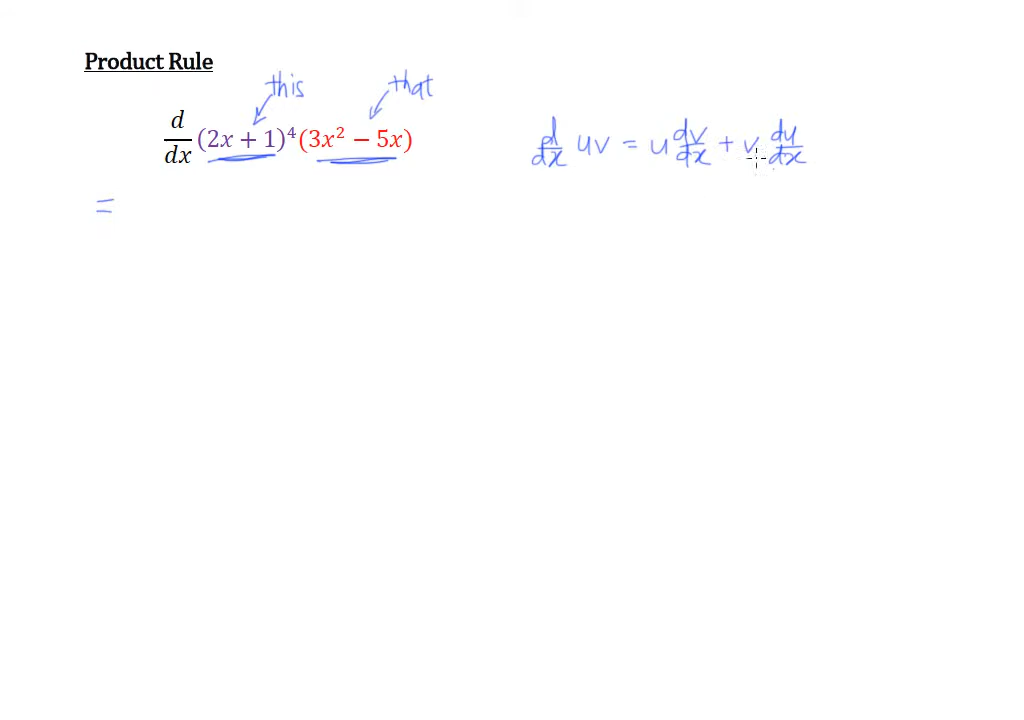 Product Rule
this that
d/dx (2x + 1)⁴(3x² − 5x)
d/dx uv = u dv/dx + v du/dx
=